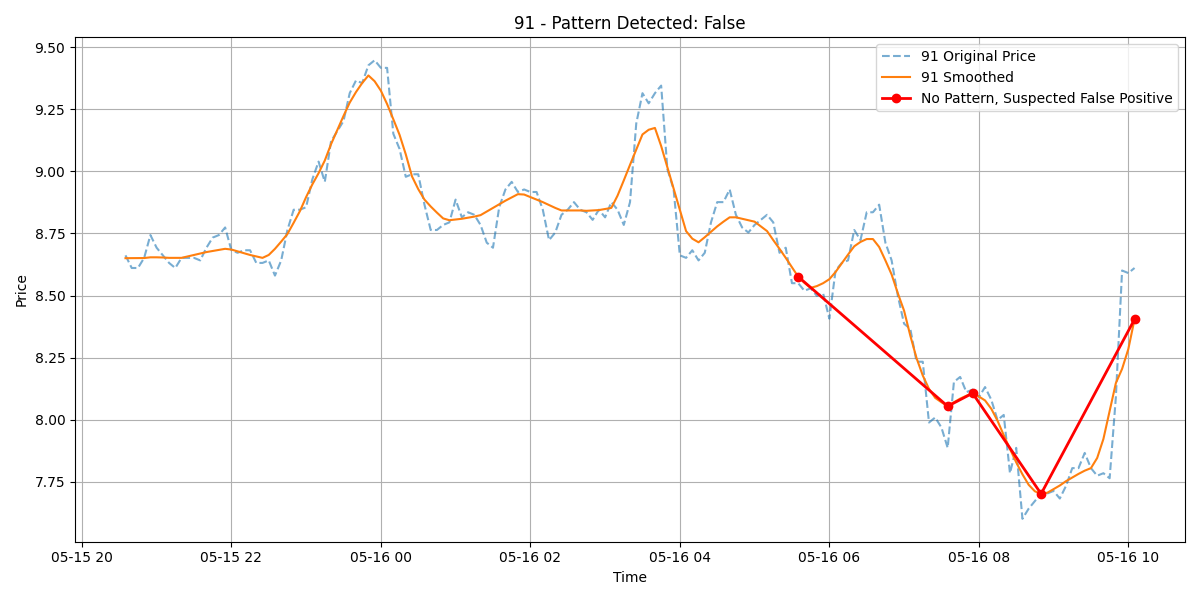 91 - Pattern Detected: False
91 Original Price
91 Smoothed
No Pattern, Suspected False Positive
Price
9.50
9.25
9.00
8.75
8.50
8.25
8.00
7.75
05-15 20 05-15 22 05-16 00 05-16 02 05-16 04 05-16 06 05-16 08 05-16 10
Time